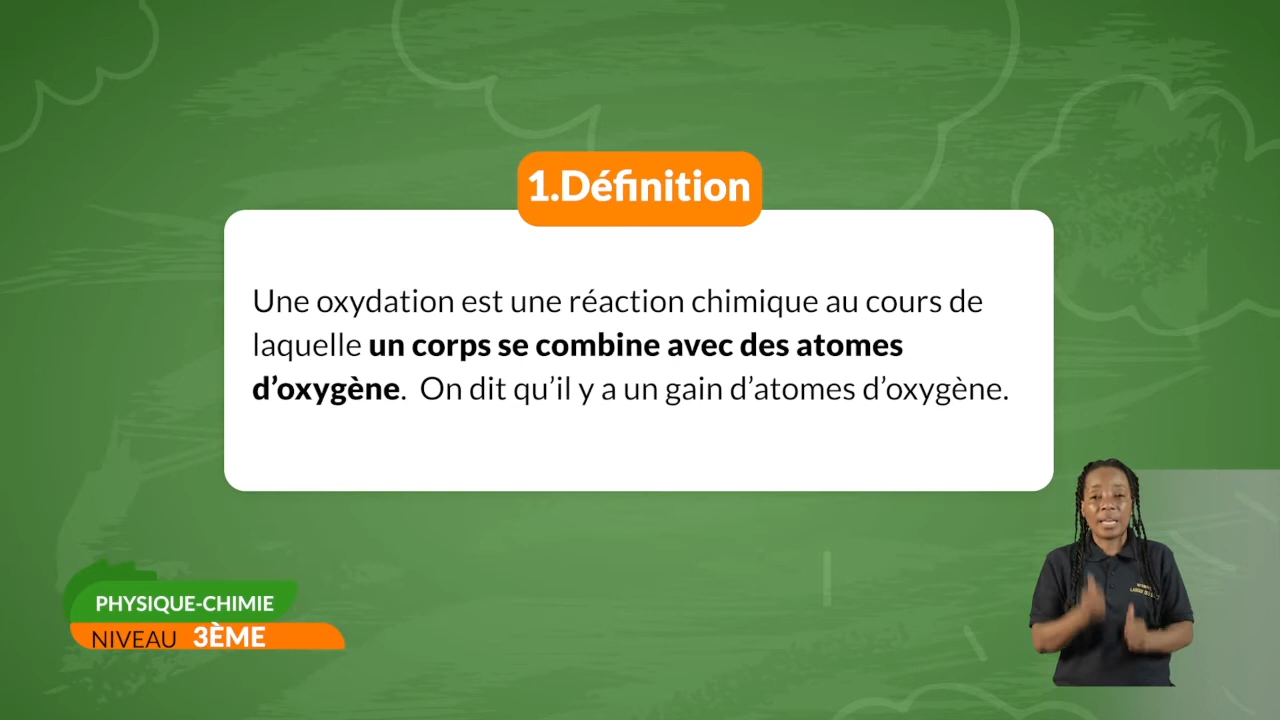 1.Définition
Une oxydation est une réaction chimique au cours de
laquelle un corps se combine avec des atomes
d’oxygène.  On dit qu’il y a un gain d’atomes d’oxygène.
PHYSIQUE-CHIMIE
NIVEAU 3ÈME